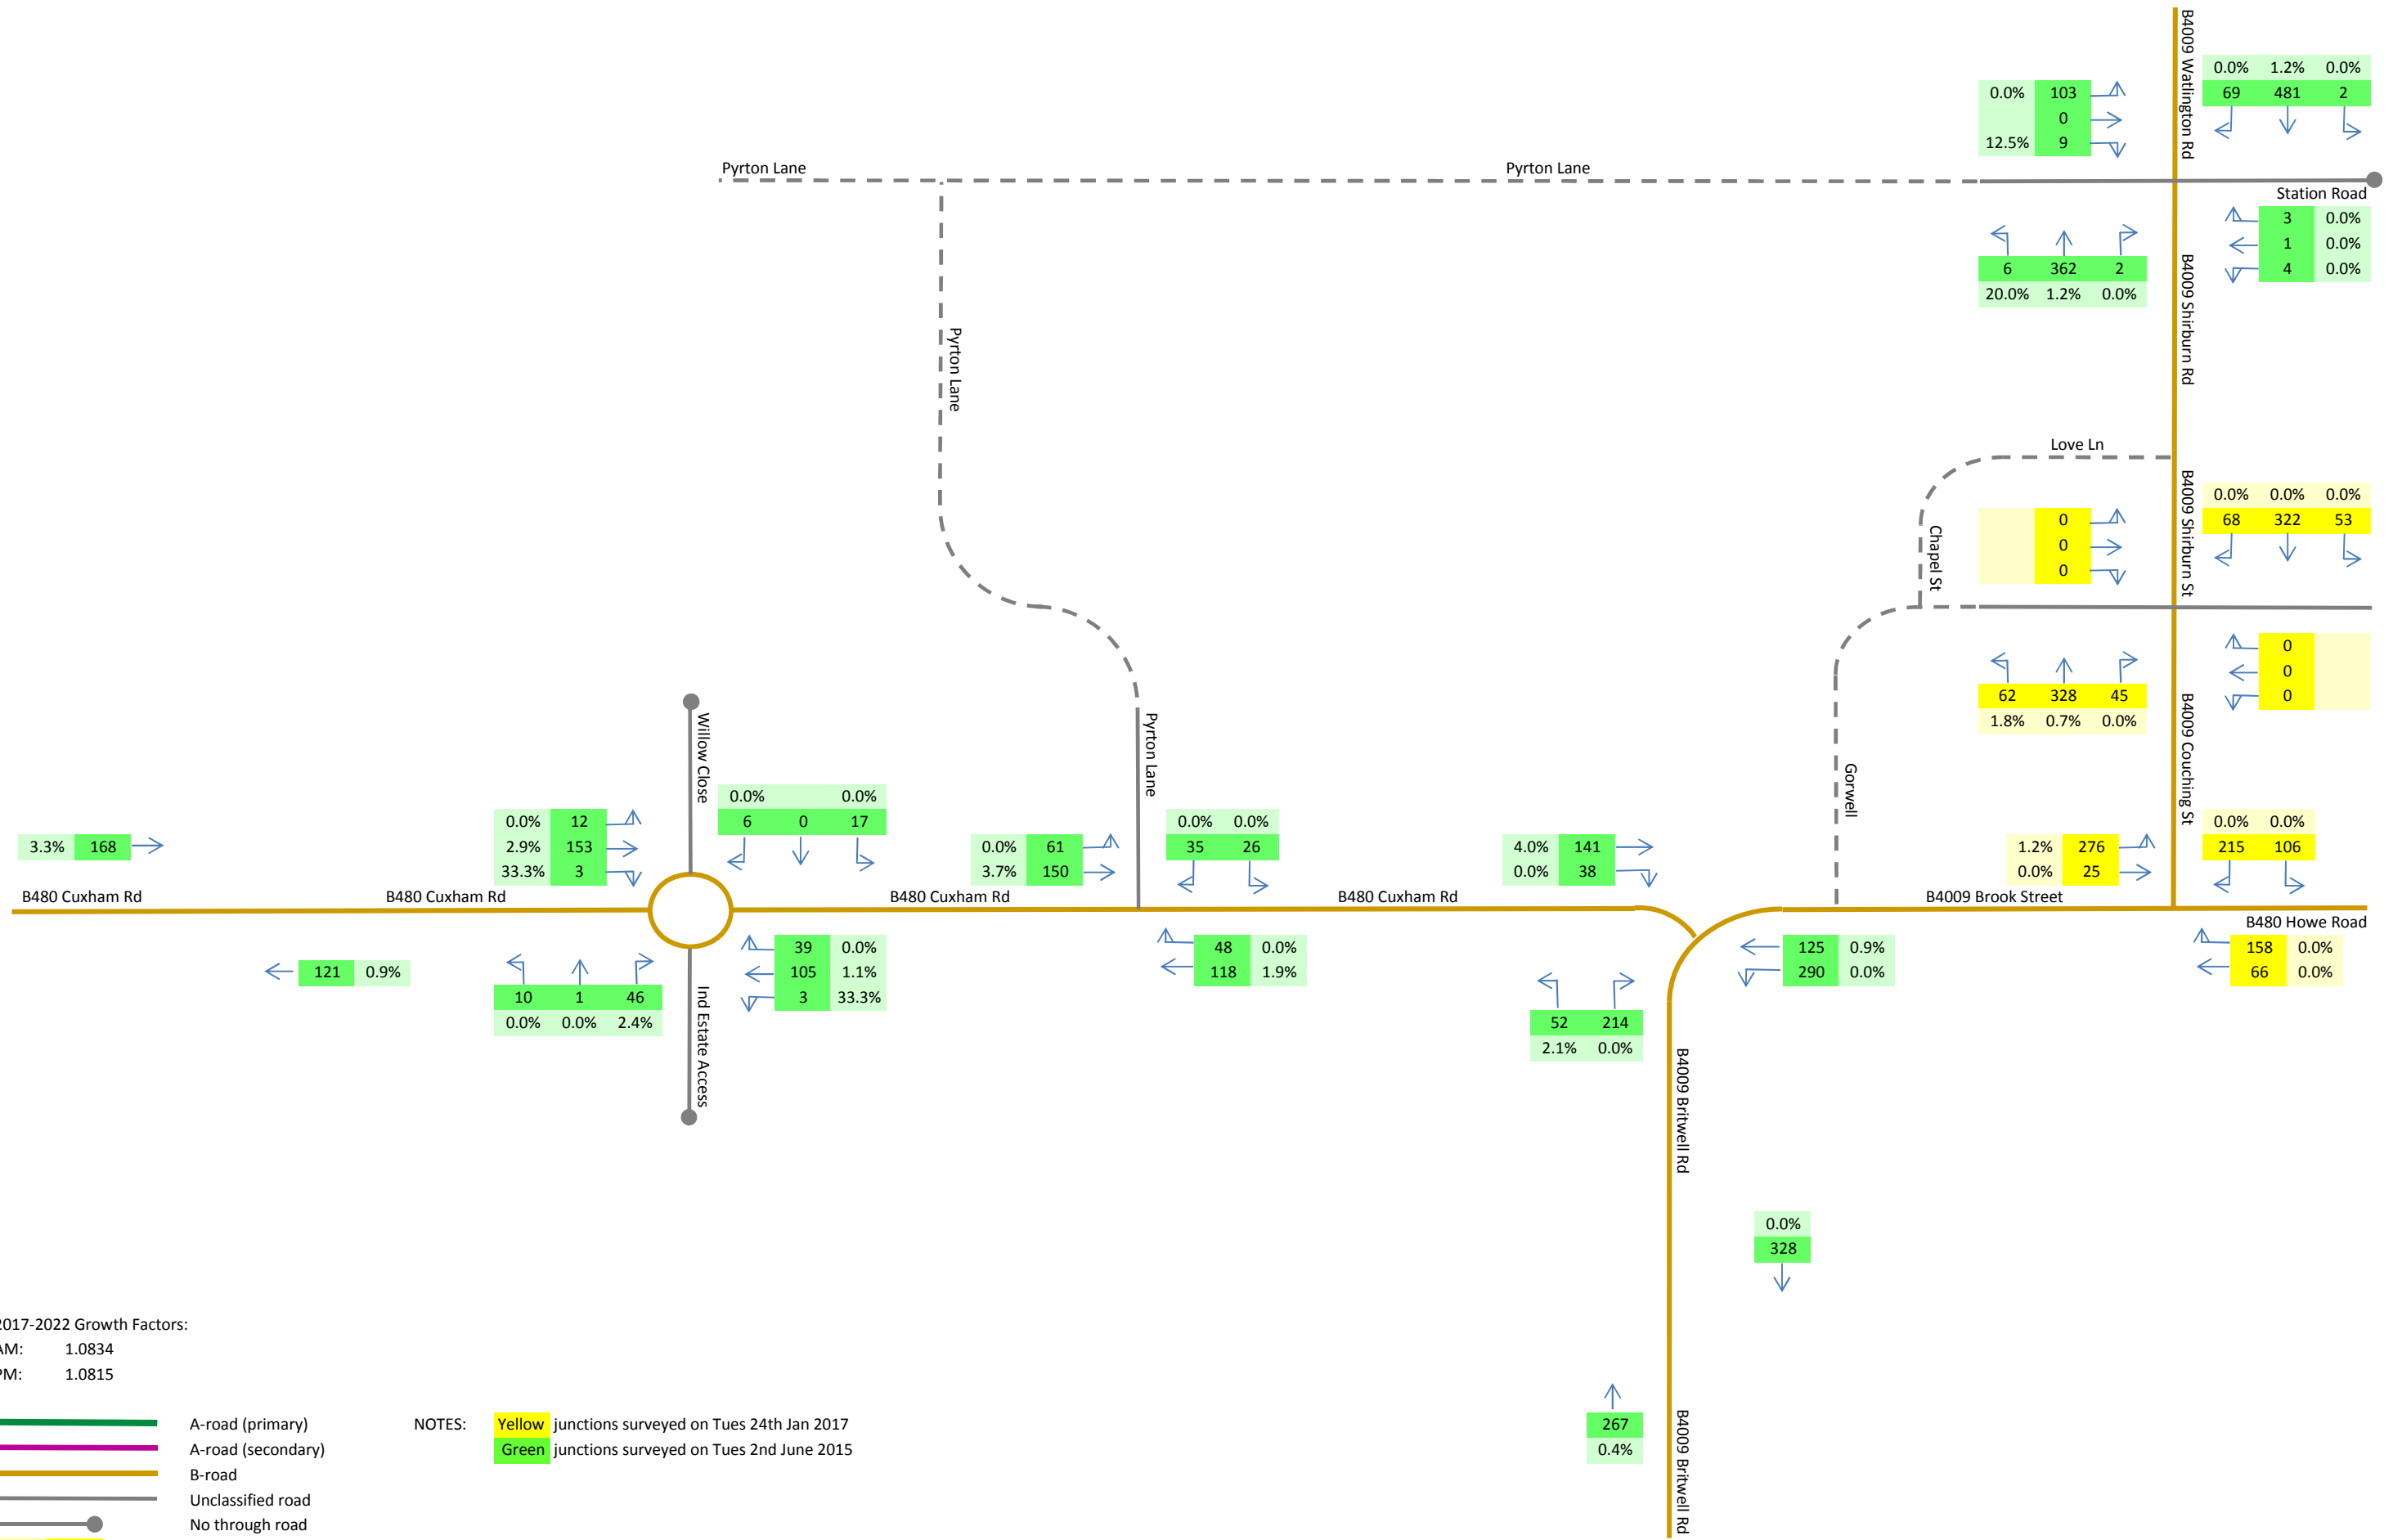 B4009 Watlington Rd
0.0% 1.2% 0.0%
69 481 2
0.0% 103
0
12.5% 9
Pyrton Lane
Pyrton Lane
Station Road
3 0.0%
1 0.0%
4 0.0%
6 362 2
20.0% 1.2% 0.0%
B4009 Shirburn Rd
Pyrton Lane
Love Ln
B4009 Shirburn St
0.0% 0.0% 0.0%
68 322 53
0
0
0
Chapel St
0
0
0
62 328 45
1.8% 0.7% 0.0%
B4009 Couching St
Willow Close
Pyrton Lane
Gorwell
0.0% 0.0%
6 0 17
0.0% 12
2.9% 153
33.3% 3
3.3% 168
0.0% 61
3.7% 150
0.0% 0.0%
35 26
4.0% 141
0.0% 38
1.2% 276
0.0% 25
0.0% 0.0%
215 106
B480 Cuxham Rd
B480 Cuxham Rd
B480 Cuxham Rd
B480 Cuxham Rd
B4009 Brook Street
B480 Howe Road
121 0.9%
10 1 46
0.0% 0.0% 2.4%
39 0.0%
105 1.1%
3 33.3%
Ind Estate Access
48 0.0%
118 1.9%
52 214
2.1% 0.0%
125 0.9%
290 0.0%
158 0.0%
66 0.0%
B4009 Britwell Rd
0.0%
328
267
0.4%
B4009 Britwell Rd
2017-2022 Growth Factors:
AM: 1.0834
PM: 1.0815
A-road (primary)
A-road (secondary)
B-road
Unclassified road
No through road
NOTES: Yellow junctions surveyed on Tues 24th Jan 2017
Green junctions surveyed on Tues 2nd June 2015